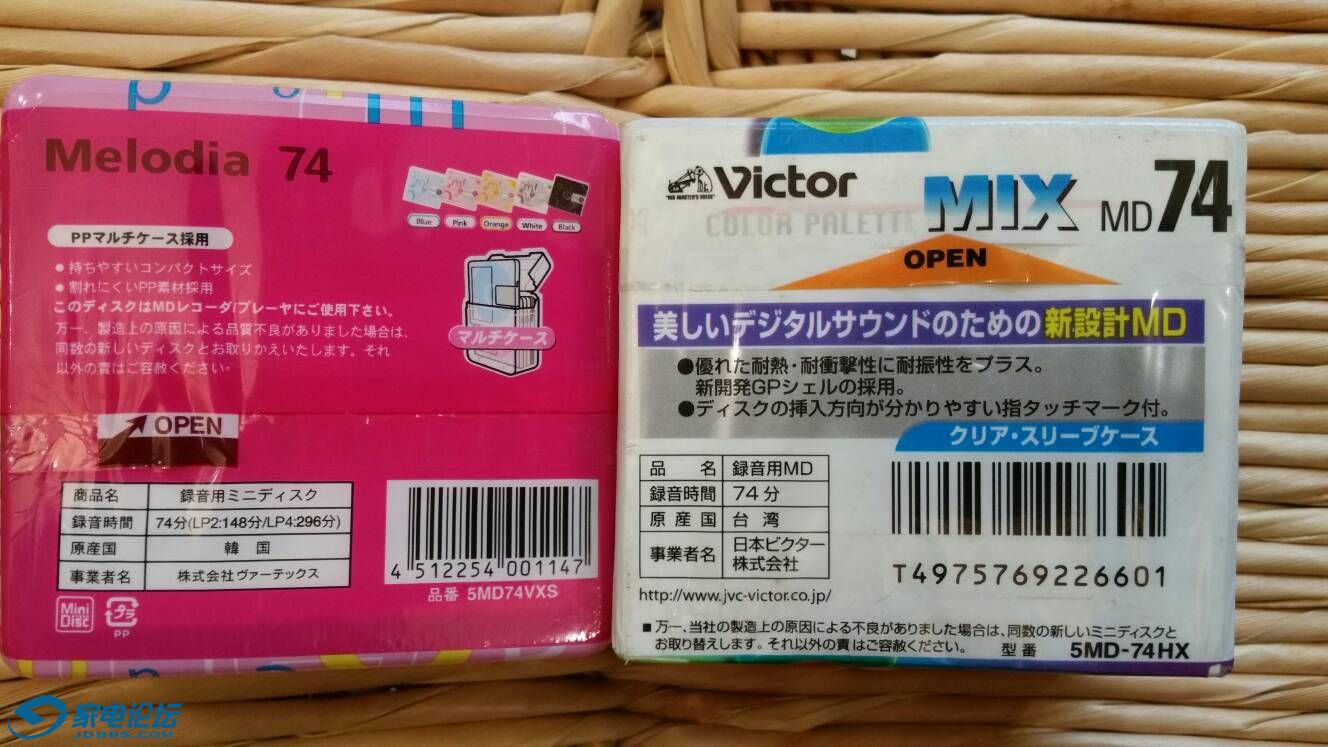 Melodia 74
Blue Pink Orange White Black
PPマルチケース採用
●持ちやすいコンパクトサイズ
●割れにくいPP素材採用
このディスクはMDレコーダ/プレーヤにご使用下さい。
万一、製造上の原因による品質不良がありました場合は、
同数の新しいディスクとお取りかえいたします。それ
以外の責はご容赦ください。
マルチケース
OPEN
商品名 録音用ミニディスク
録音時間 74分(LP2:148分/LP4:296分)
原産国 韓国
事業者名 株式会社ヴァーテックス
4 512254 001147
品番 5MD74VXS
Mini Disc
プラ
PP
"HIS MASTER'S VOICE"
Victor
COLOR PALETTE
MIX MD74
OPEN
美しいデジタルサウンドのための新設計MD
●優れた耐熱・耐衝撃性に耐振性をプラス。
新開発GPシェルの採用。
●ディスクの挿入方向が分かりやすい指タッチマーク付。
クリア・スリーブケース
品名 録音用MD
録音時間 74分
原産国 台湾
事業者名 日本ビクター
株式会社
T4975769226601
http://www.jvc-victor.co.jp/
■万一、当社の製造上の原因による不良がありました場合は、同数の新しいミニディスクと
お取り替えします。それ以外の責はご容赦ください。
型番 5MD-74HX
家电论坛
JDBBS.COM